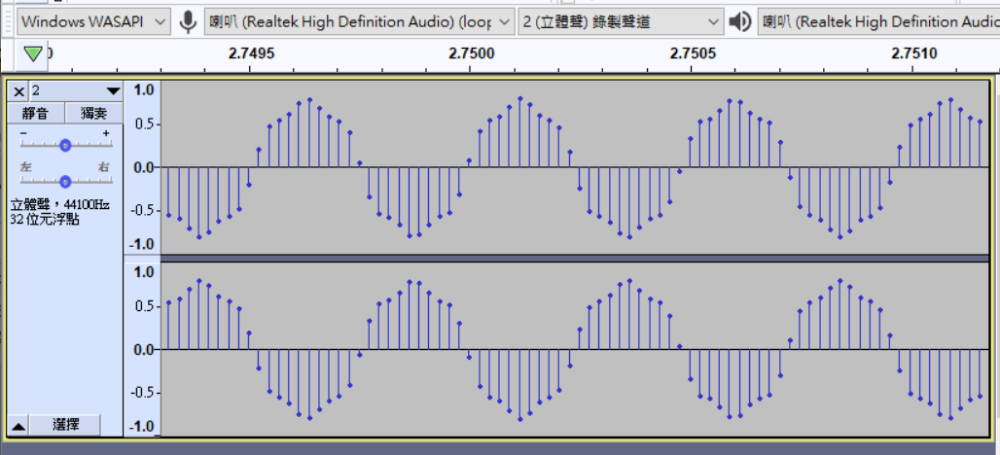 Windows WASAPI 喇叭 (Realtek High Definition Audio) (loop 2 (立體聲) 錄製聲道 喇叭 (Realtek High Definition Audio
2.7495 2.7500 2.7505 2.7510
2
靜音 獨奏
- +
左 右
立體聲，44100Hz
32 位元浮點
選擇
1.0
0.5
0.0
-0.5
-1.0
1.0
0.5
0.0
-0.5
-1.0